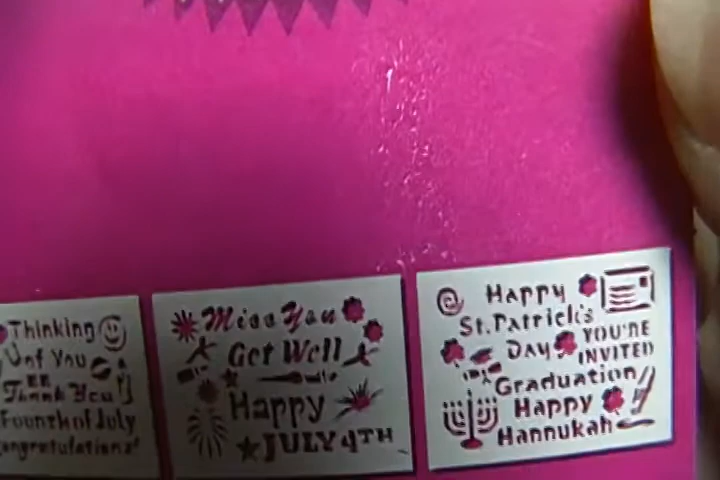 Thinking
Of You
Thank You
Fourth of July
ongratulations!
Miss You
Get Well
Happy
JULY 4TH
Happy
St. Patrick's
DAY
YOU'RE
INVITED
Graduation
Happy
Hannukah